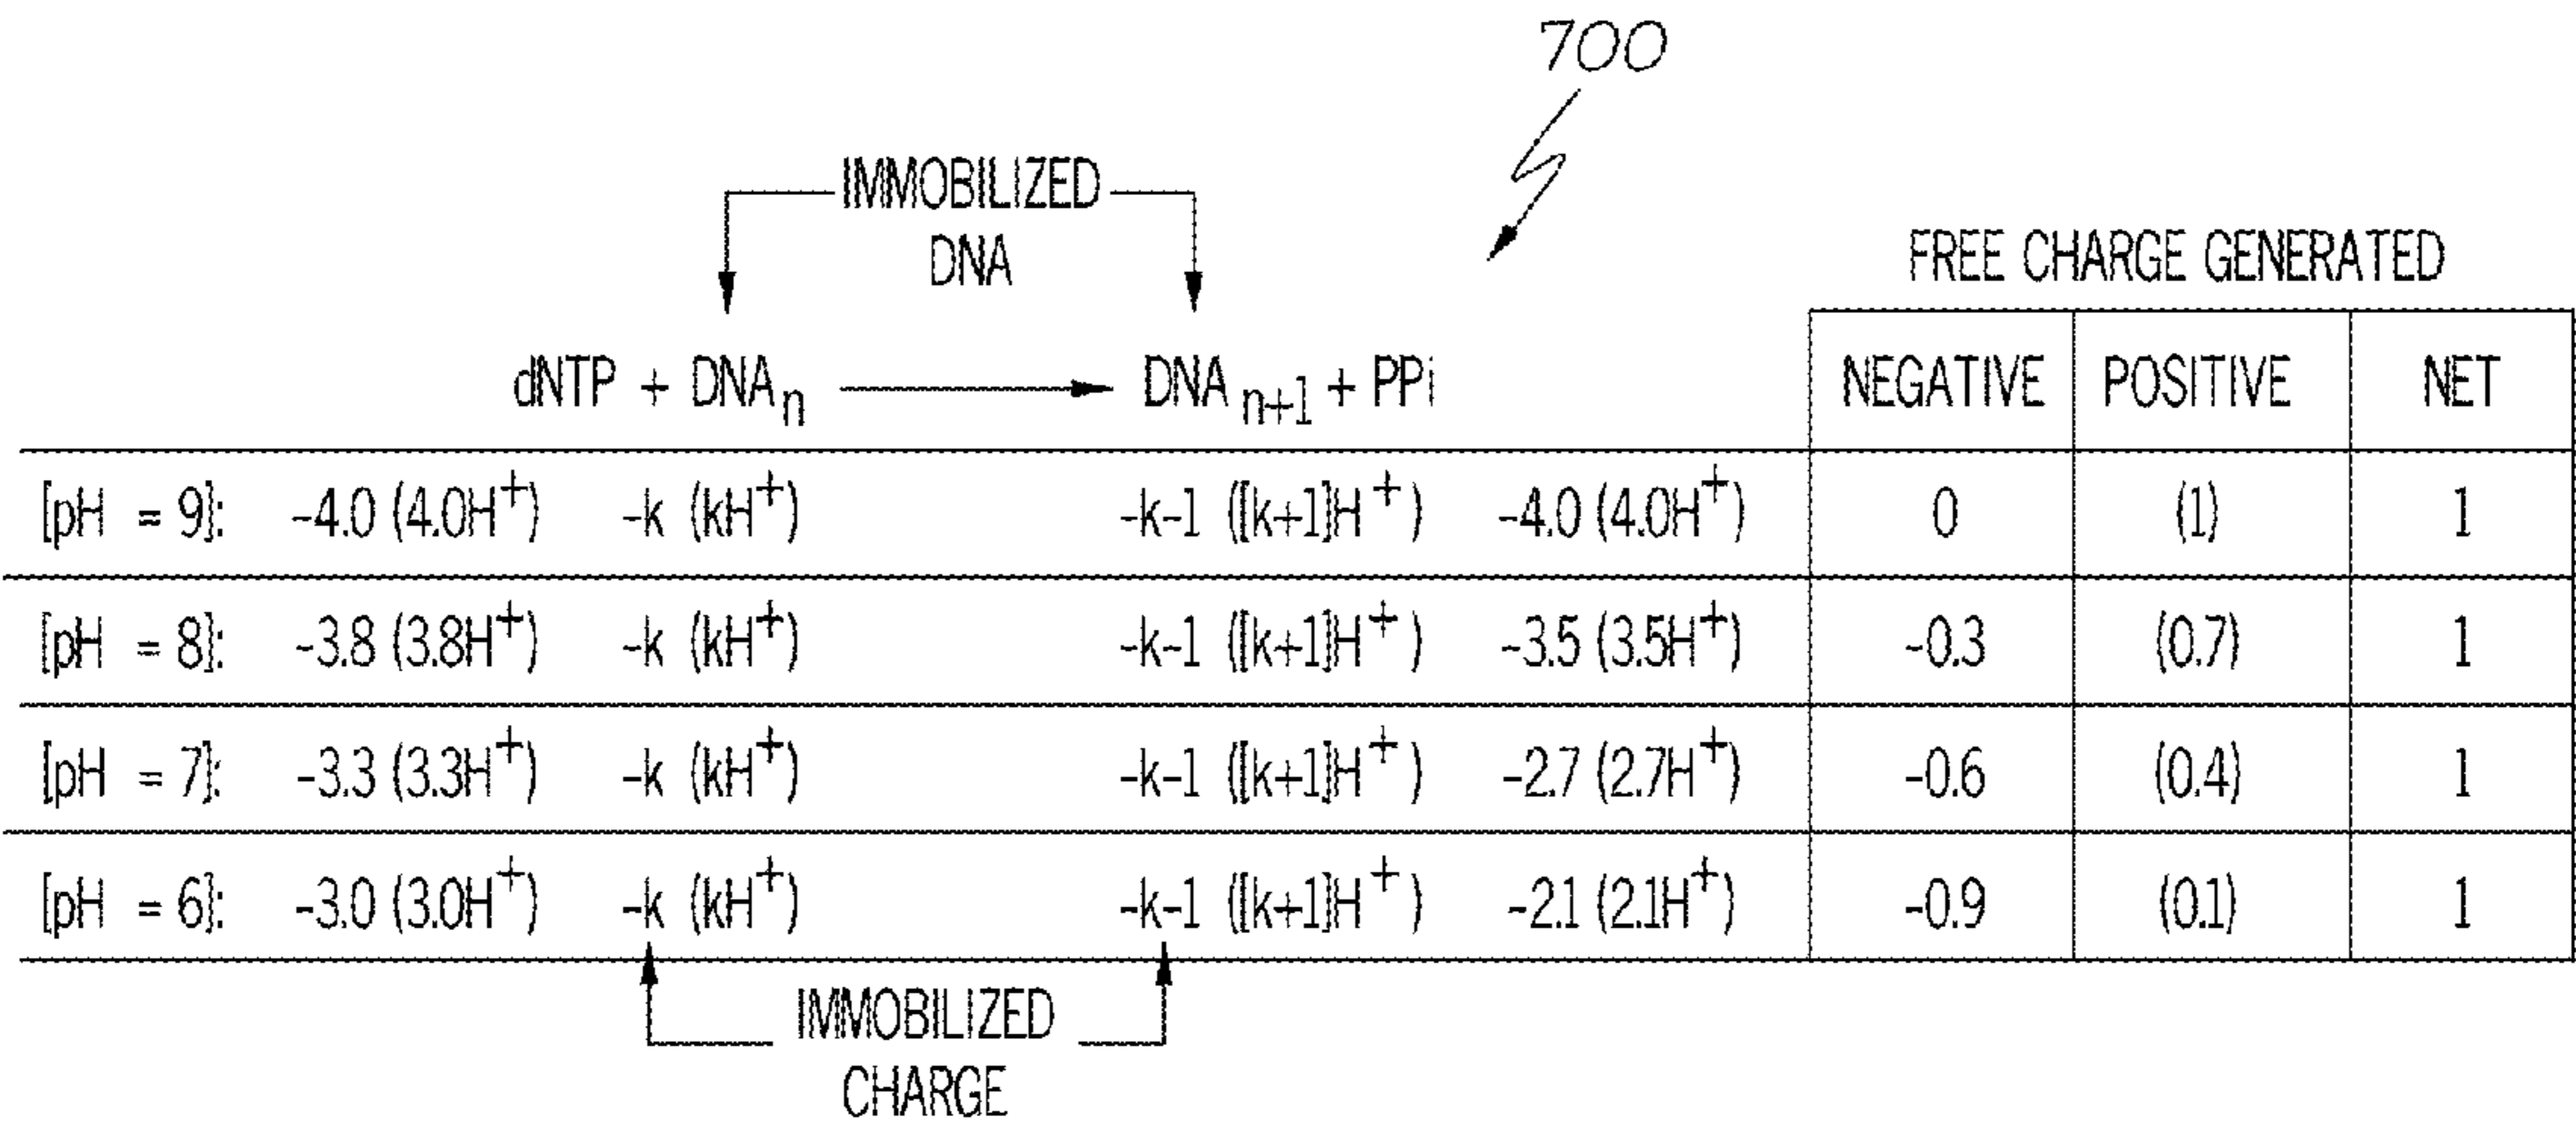 700
IMMOBILIZED
DNA
FREE CHARGE GENERATED
dNTP + DNAn → DNA n+1 + PPi NEGATIVE POSITIVE NET
[pH = 9]: -4.0 (4.0H+) -k (kH+) -k-1 ([k+1]H+) -4.0 (4.0H+) 0 (1) 1
[pH = 8]: -3.8 (3.8H+) -k (kH+) -k-1 ([k+1]H+) -3.5 (3.5H+) -0.3 (0.7) 1
[pH = 7]: -3.3 (3.3H+) -k (kH+) -k-1 ([k+1]H+) -2.7 (2.7H+) -0.6 (0.4) 1
[pH = 6]: -3.0 (3.0H+) -k (kH+) -k-1 ([k+1]H+) -2.1 (2.1H+) -0.9 (0.1) 1
IMMOBILIZED
CHARGE